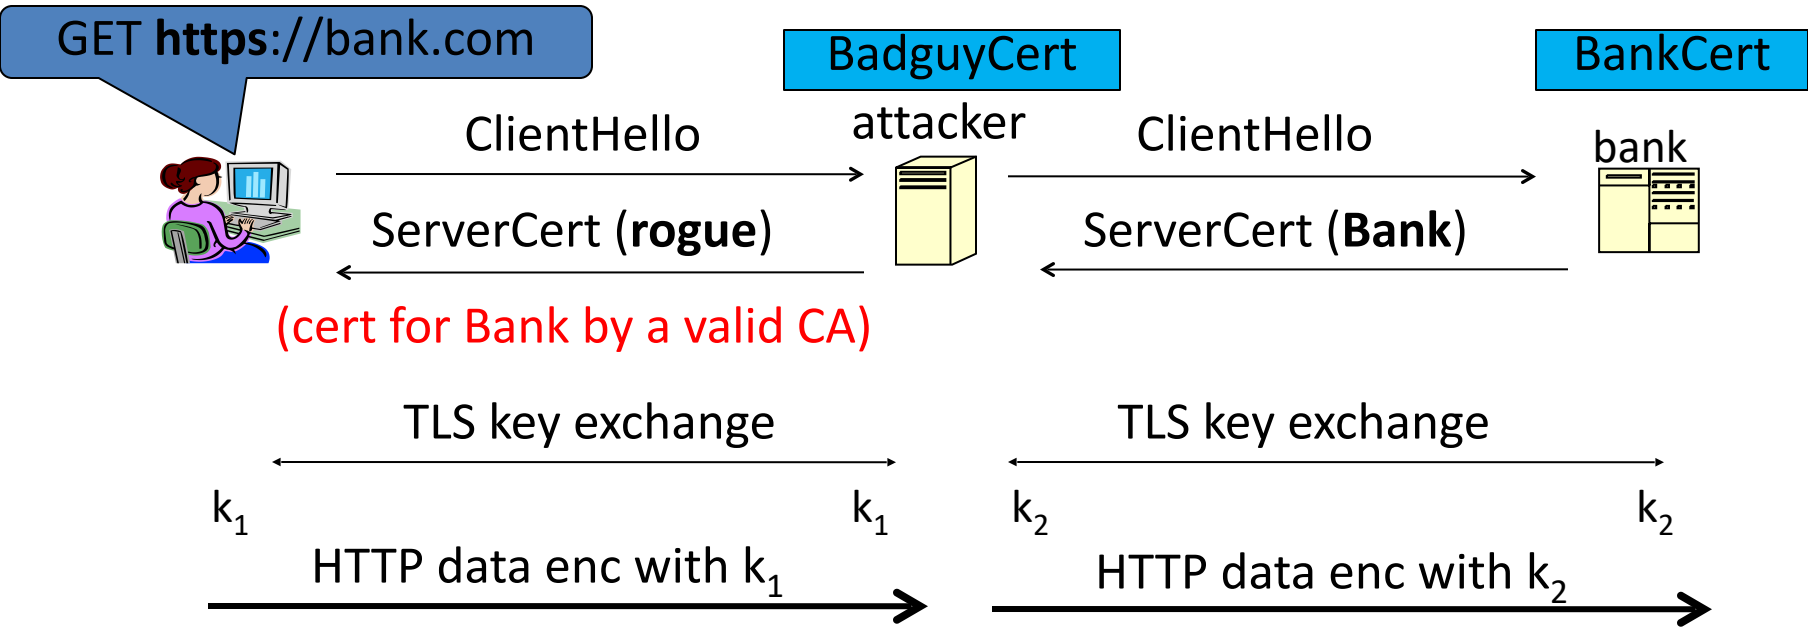 GET https://bank.com
BadguyCert
BankCert
attacker
bank
ClientHello
ClientHello
ServerCert (rogue)
ServerCert (Bank)
(cert for Bank by a valid CA)
TLS key exchange
TLS key exchange
k1
k1
k2
k2
HTTP data enc with k1
HTTP data enc with k2